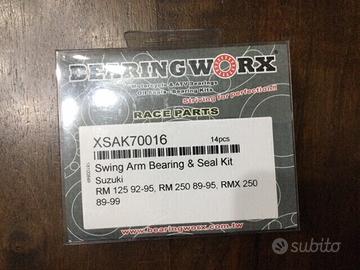 BEARINGWORX
Motorcycle & ATV Bearings
Oil Seals - Bearing Kits
Striving for perfection!!
RACE PARTS
XSAK70016
14pcs
Swing Arm Bearing & Seal Kit
Suzuki
RM 125 92-95, RM 250 89-95, RMX 250
89-99
www.bearingworx.com.tw
subito